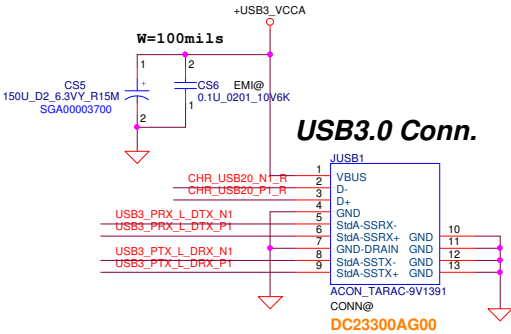 +USB3_VCCA
W=100mils
1
2
CS5
+
CS6
EMI@
150U_D2_6.3VY_R15M
0.1U_0201_10V6K
SGA00003700
1
2
USB3.0 Conn.
JUSB1
1
VBUS
CHR_USB20_N1_R
2
D-
CHR_USB20_P1_R
3
D+
4
GND
USB3_PRX_L_DTX_N1
5
StdA-SSRX-
USB3_PRX_L_DTX_P1
6
StdA-SSRX+
GND
10
7
GND-DRAIN
GND
11
USB3_PTX_L_DRX_N1
8
StdA-SSTX-
GND
12
USB3_PTX_L_DRX_P1
9
StdA-SSTX+
GND
13
ACON_TARAC-9V1391
CONN@
DC23300AG00